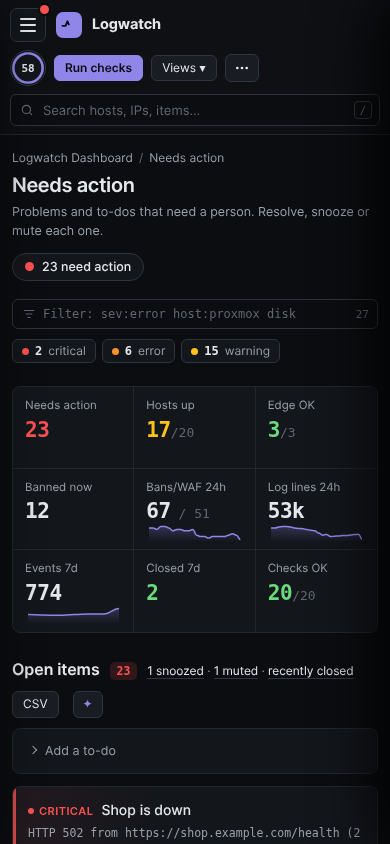 Logwatch
58
Run checks
Views ▾
···
Search hosts, IPs, items...
/
Logwatch Dashboard / Needs action
Needs action
Problems and to-dos that need a person. Resolve, snooze or
mute each one.
23 need action
Filter: sev:error host:proxmox disk
27
2 critical
6 error
15 warning
Needs action
Hosts up
Edge OK
23
17/20
3/3
Banned now
Bans/WAF 24h
Log lines 24h
12
67 / 51
53k
Events 7d
Closed 7d
Checks OK
774
2
20/20
Open items 23 1 snoozed · 1 muted · recently closed
CSV
Add a to-do
CRITICAL Shop is down
HTTP 502 from https://shop.example.com/health (2